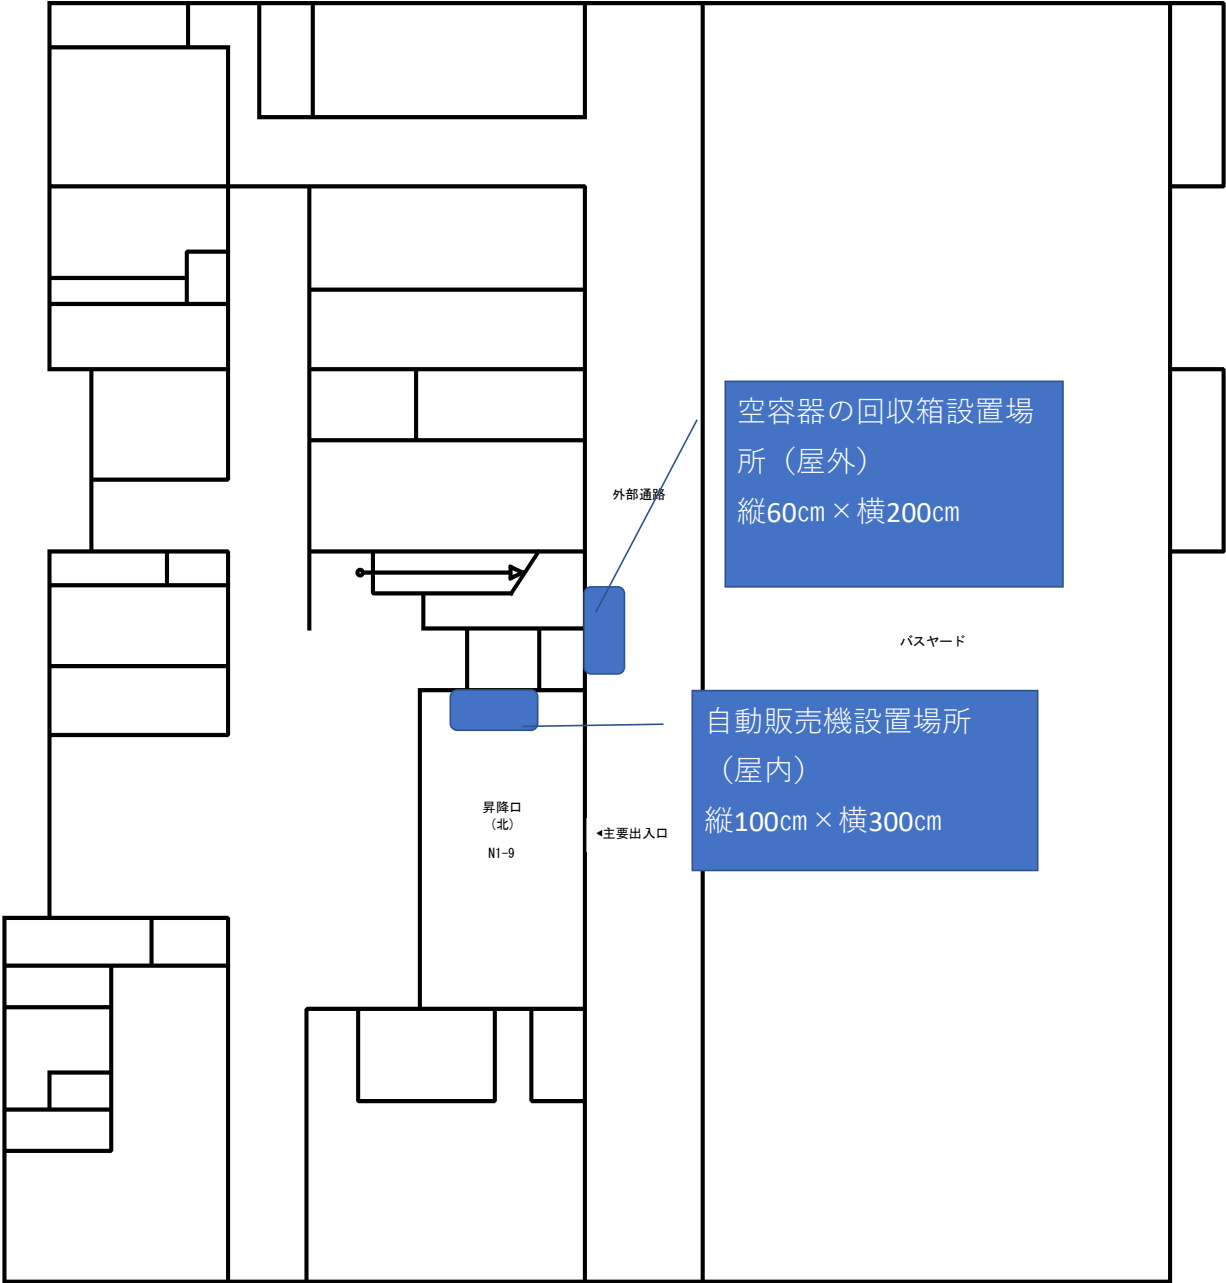 空容器の回収箱設置場
所（屋外）
縦60㎝×横200㎝
外部通路
バスヤード
自動販売機設置場所
（屋内）
縦100㎝×横300㎝
昇降口
（北）
N1-9
◀主要出入口